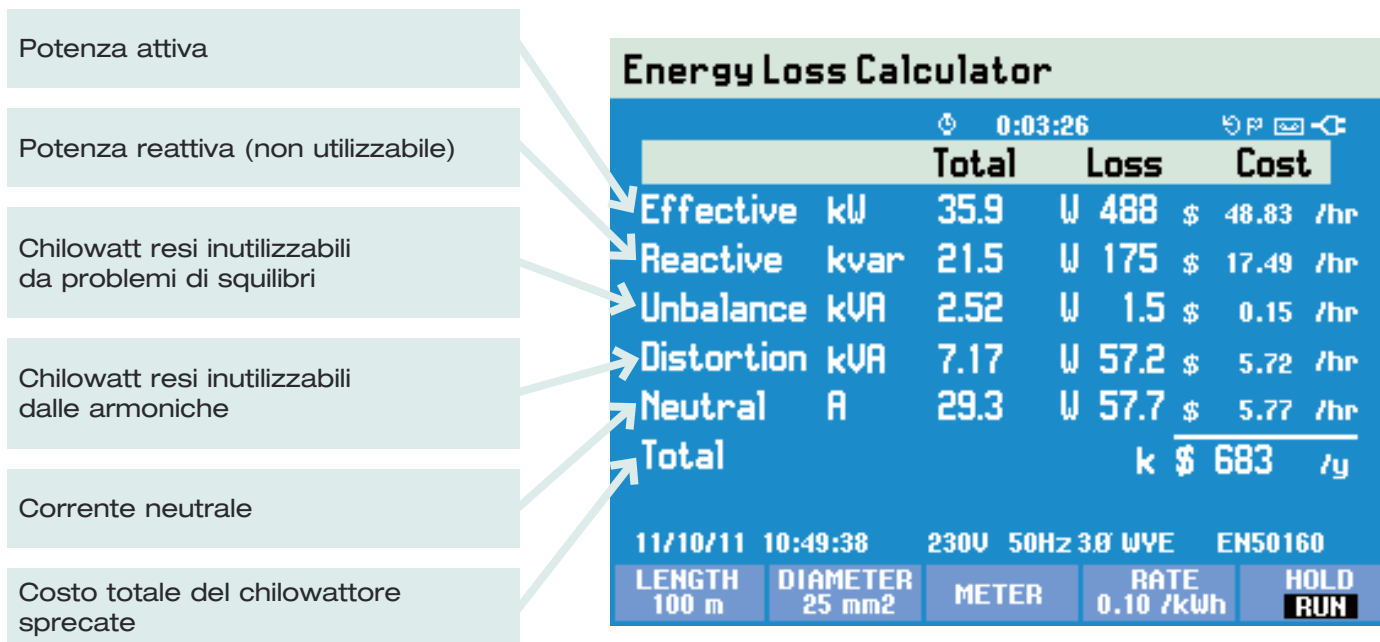 Potenza attiva
Potenza reattiva (non utilizzabile)
Chilowatt resi inutilizzabili
da problemi di squilibri
Chilowatt resi inutilizzabili
dalle armoniche
Corrente neutrale
Costo totale del chilowattore
sprecate
Energy Loss Calculator
0:03:26
Total Loss Cost
Effective kW 35.9 W 488 $ 48.83 /hr
Reactive kvar 21.5 W 175 $ 17.49 /hr
Unbalance kVA 2.52 W 1.5 $ 0.15 /hr
Distortion kVA 7.17 W 57.2 $ 5.72 /hr
Neutral A 29.3 W 57.7 $ 5.77 /hr
Total k $ 683 /y
11/10/11 10:49:38 230V 50Hz 3Ø WYE EN50160
LENGTH DIAMETER METER RATE HOLD
100 m 25 mm2 0.10 /kWh RUN